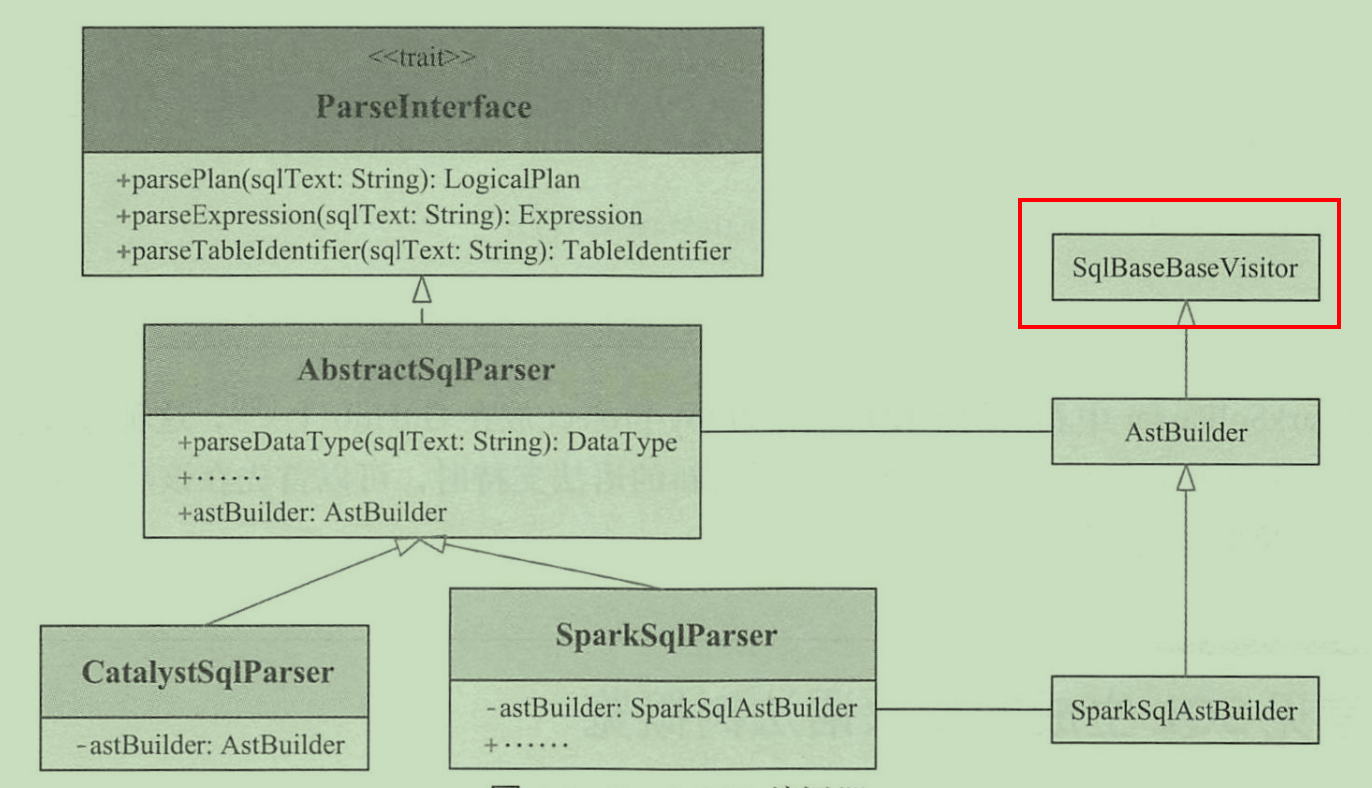 <<trait>>
ParseInterface
+parsePlan(sqlText: String): LogicalPlan
+parseExpression(sqlText: String): Expression
+parseTableIdentifier(sqlText: String): TableIdentifier
SqlBaseBaseVisitor
AbstractSqlParser
+parseDataType(sqlText: String): DataType
+······
+astBuilder: AstBuilder
AstBuilder
CatalystSqlParser
-astBuilder: AstBuilder
SparkSqlParser
-astBuilder: SparkSqlAstBuilder
+······
SparkSqlAstBuilder